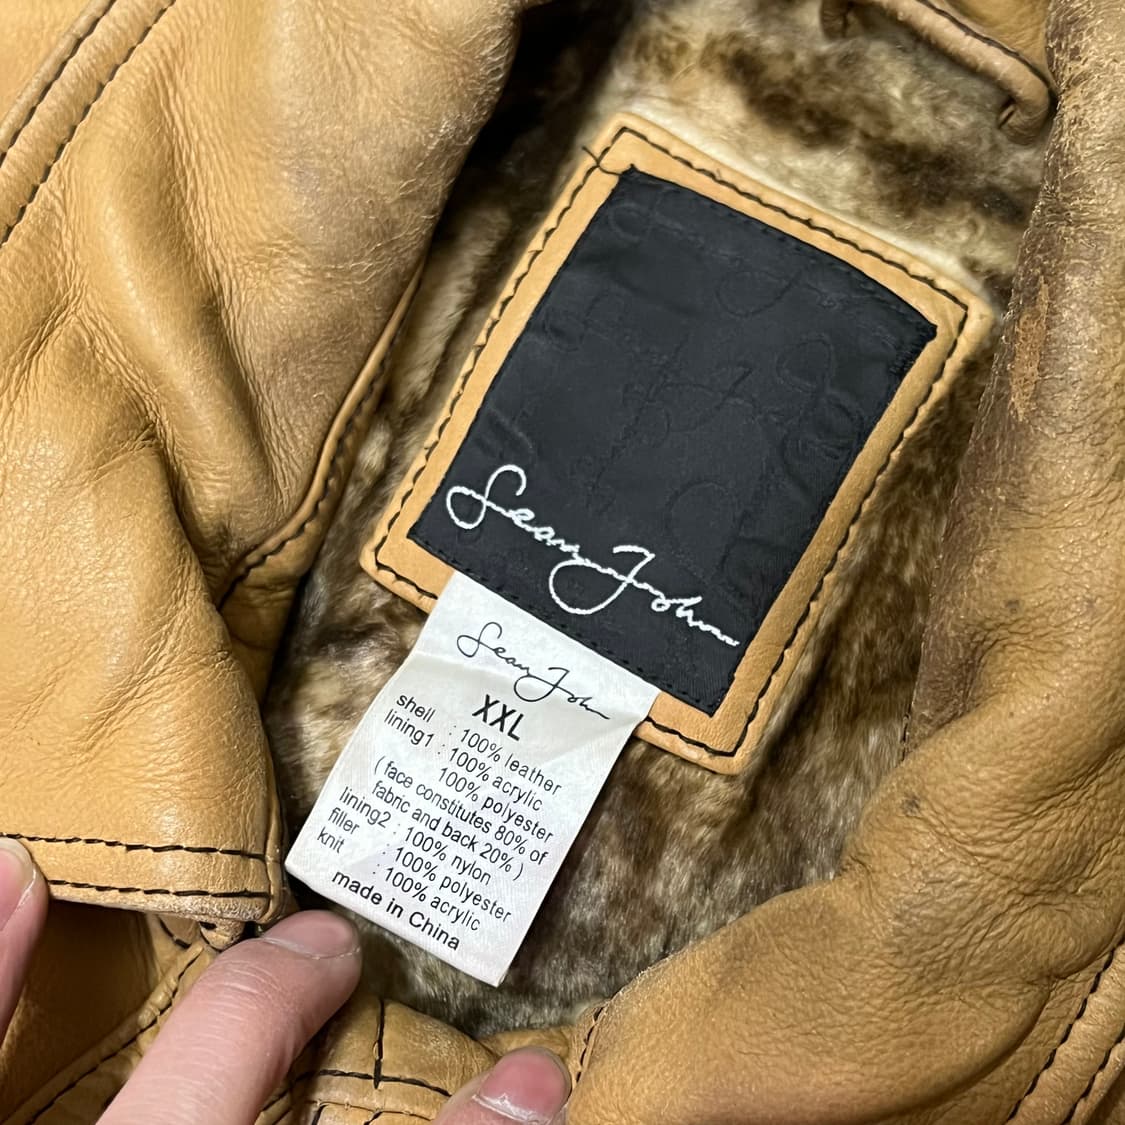 Sean John
Sean John
XXL
shell : 100% leather
lining1 : 100% acrylic
100% polyester
( face constitutes 80% of
fabric and back 20% )
lining2 : 100% nylon
filler : 100% polyester
knit : 100% acrylic
made in China